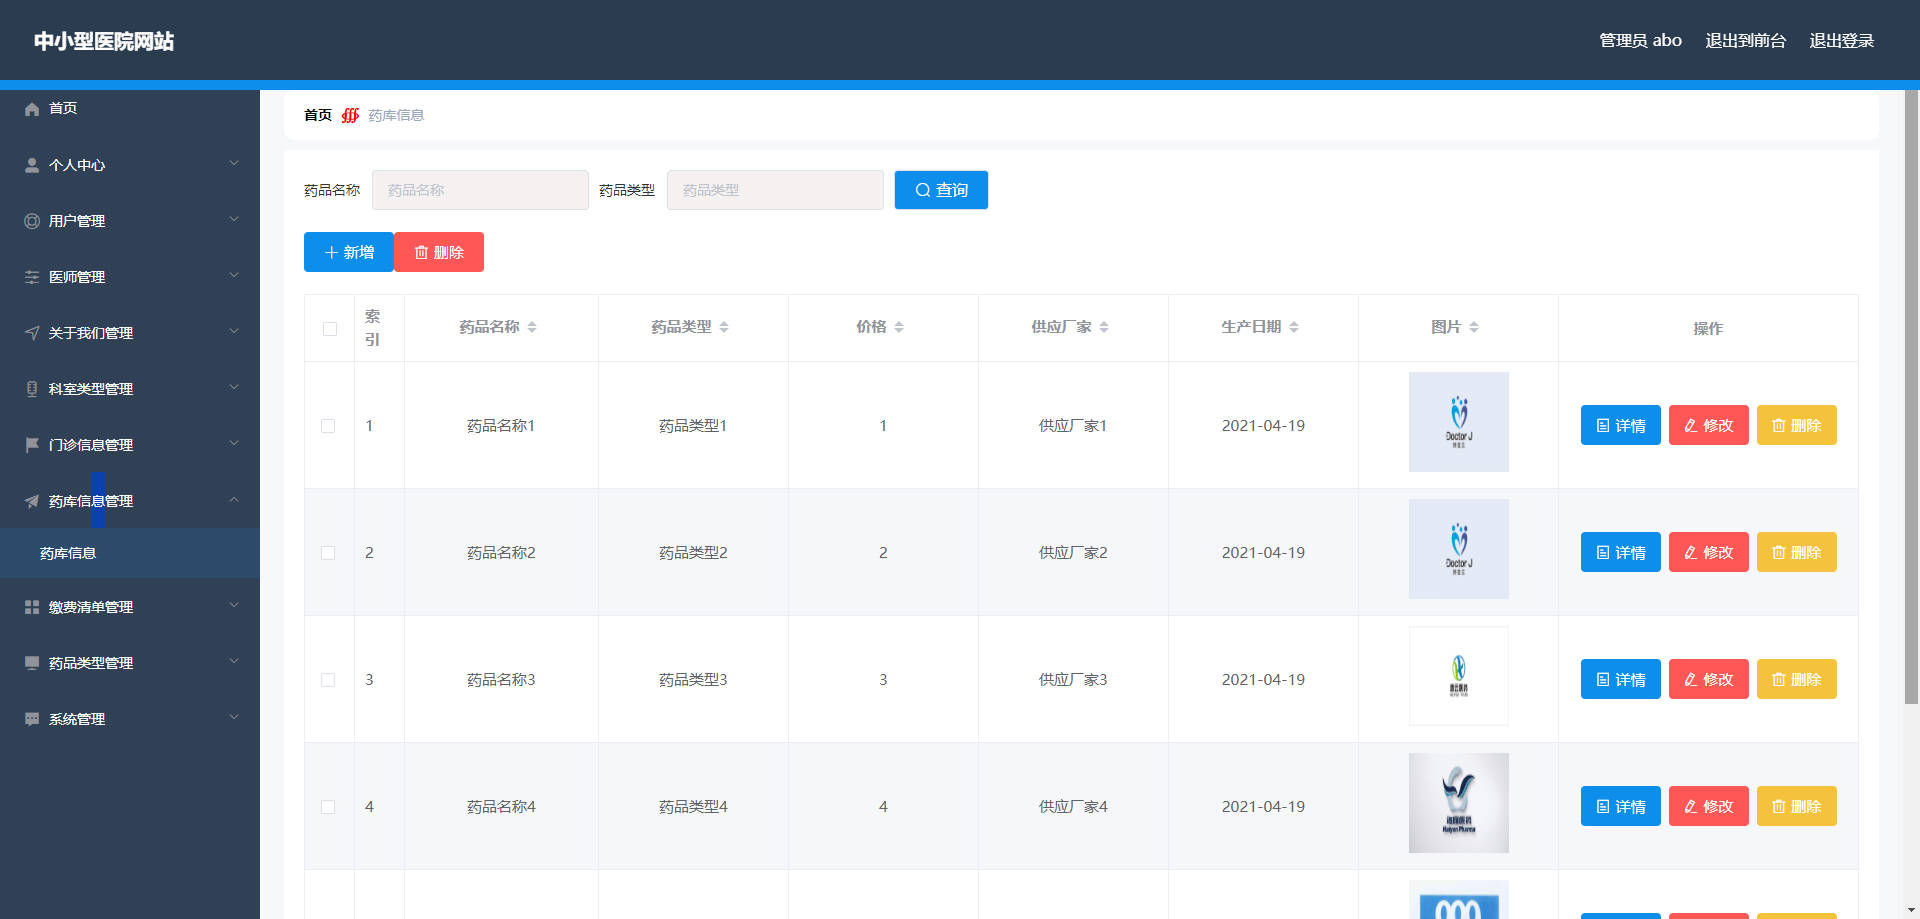 中小型医院网站
管理员 abo 退出到前台 退出登录
首页
个人中心
用户管理
医师管理
关于我们管理
科室类型管理
门诊信息管理
药库信息管理
药库信息
缴费清单管理
药品类型管理
系统管理
首页 药库信息
药品名称 药品名称 药品类型 药品类型 查询
新增 删除
索引 药品名称 药品类型 价格 供应厂家 生产日期 图片 操作
1 药品名称1 药品类型1 1 供应厂家1 2021-04-19 Doctor J 详情 修改 删除
2 药品名称2 药品类型2 2 供应厂家2 2021-04-19 Doctor J 详情 修改 删除
3 药品名称3 药品类型3 3 供应厂家3 2021-04-19 详情 修改 删除
4 药品名称4 药品类型4 4 供应厂家4 2021-04-19 详情 修改 删除
999